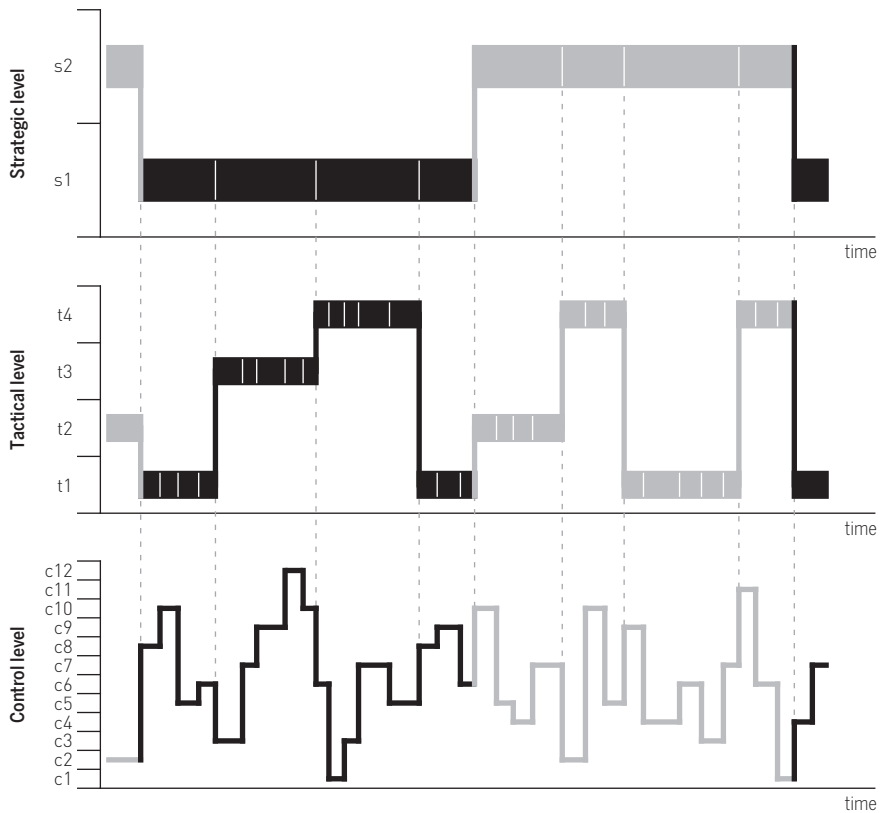 Strategic level
s2
s1
time
Tactical level
t4
t3
t2
t1
time
Control level
c12
c11
c10
c9
c8
c7
c6
c5
c4
c3
c2
c1
time